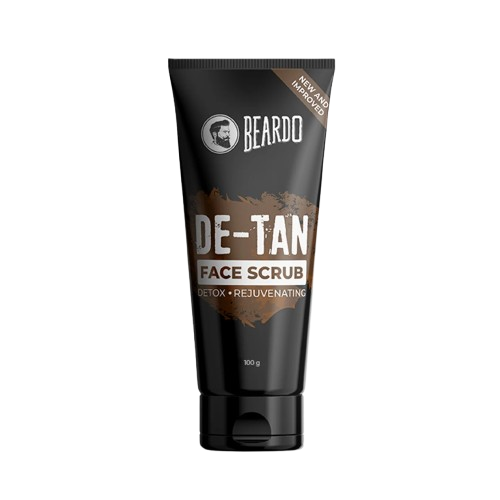 NEW AND
IMPROVED
BEARDO
DE-TAN
FACE SCRUB
DETOX • REJUVENATING
100 g